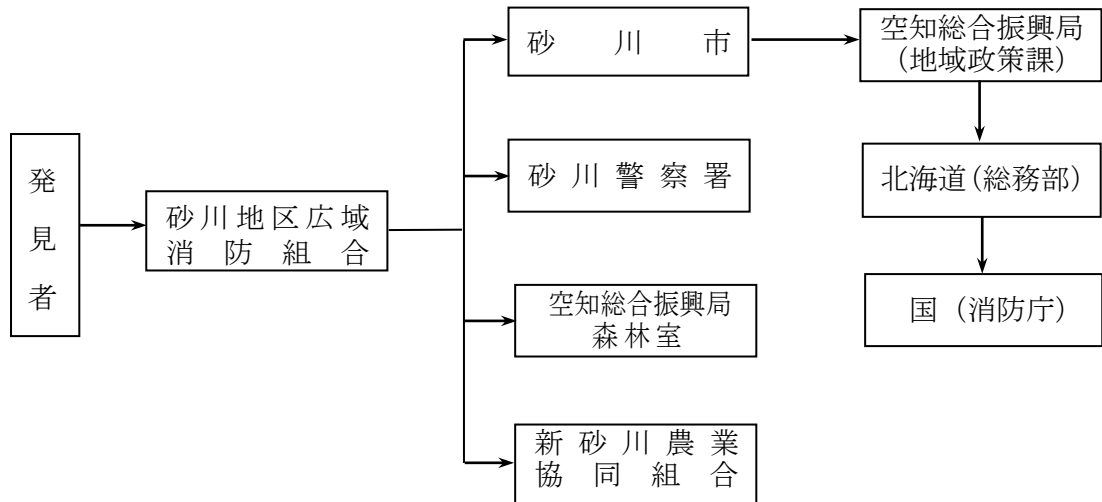 発見者
砂川地区広域
消防組合
砂川市
砂川警察署
空知総合振興局
森林室
新砂川農業
協同組合
空知総合振興局
（地域政策課）
北海道（総務部）
国（消防庁）